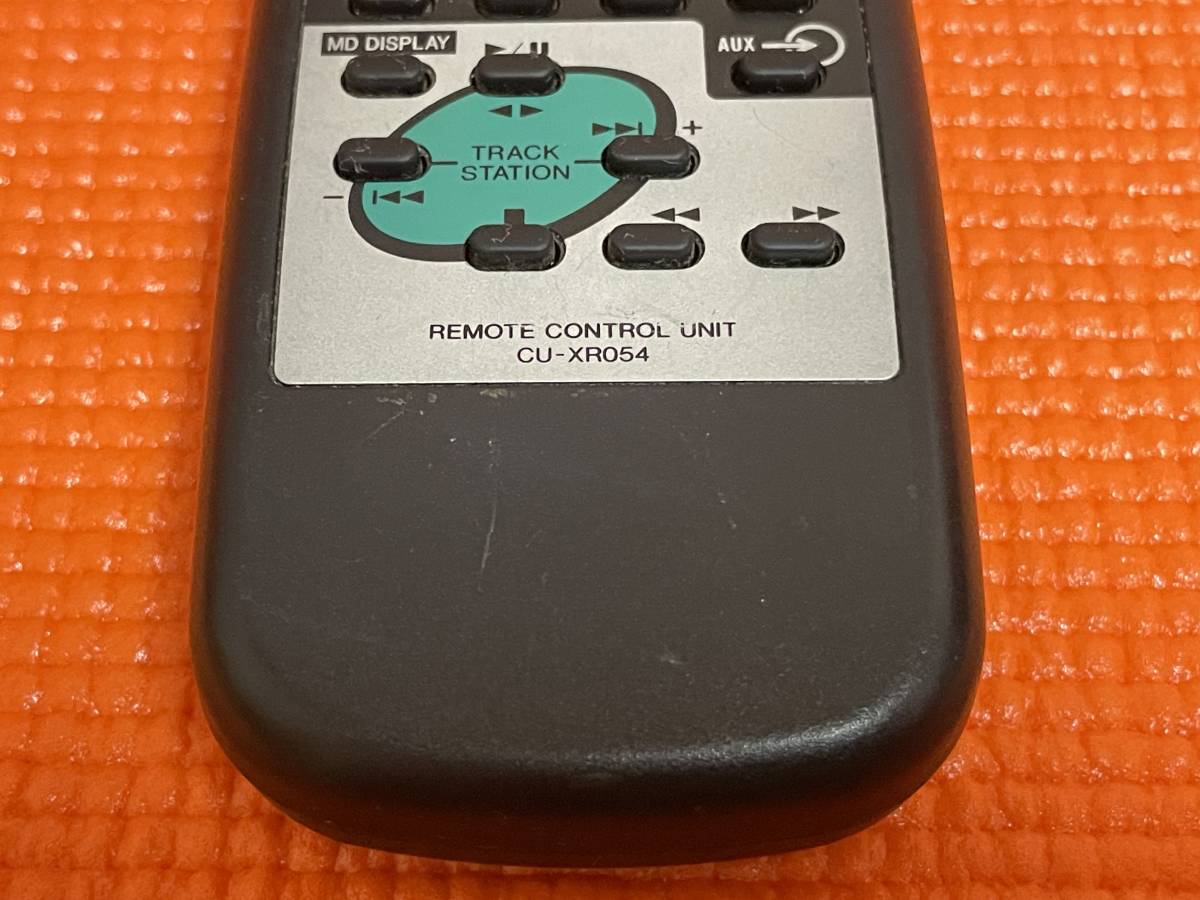 MD DISPLAY
AUX
+
TRACK
STATION
−
REMOTE CONTROL UNIT
CU-XR054